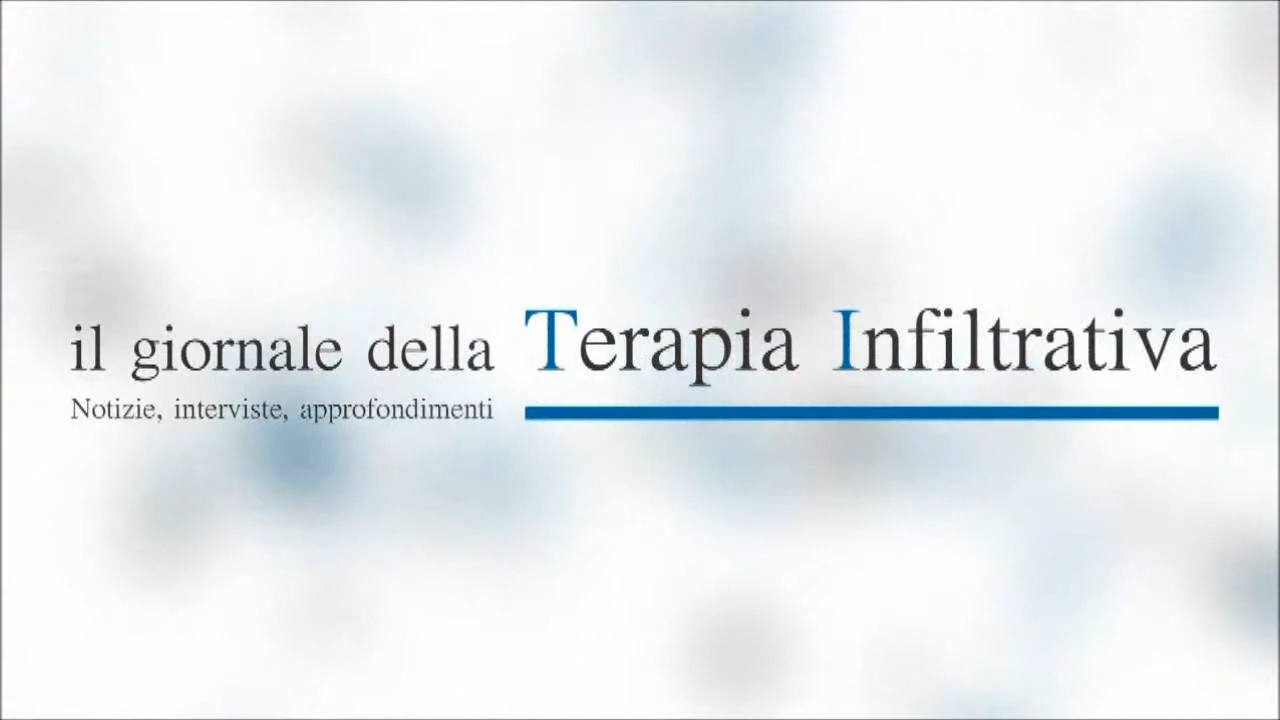 il giornale della Terapia Infiltrativa
Notizie, interviste, approfondimenti